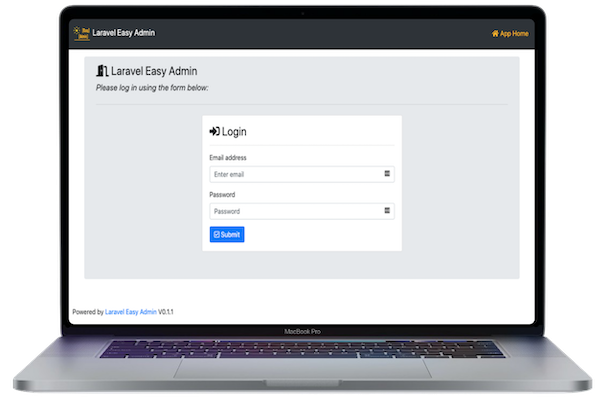 Laravel Easy Admin
App Home
Laravel Easy Admin
Please log in using the form below:
Login
Email address
Enter email
Password
Password
Submit
Powered by Laravel Easy Admin V0.1.1
MacBook Pro